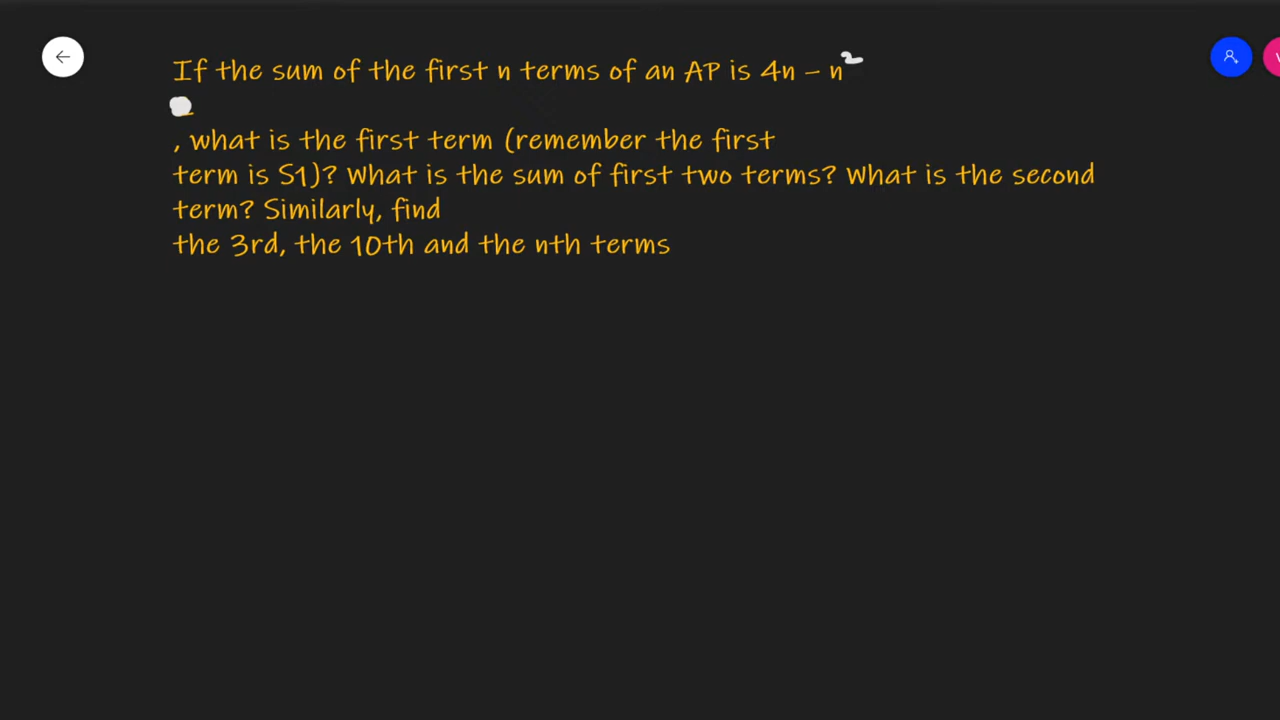 If the sum of the first n terms of an AP is 4n – n²
, what is the first term (remember the first
term is S1)? What is the sum of first two terms? What is the second
term? Similarly, find
the 3rd, the 10th and the nth terms